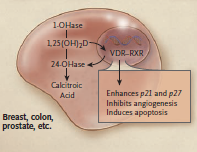 1-OHase
1,25(OH)2D
VDR–RXR
24-OHase
Calcitroic
Acid
Enhances p21 and p27
Inhibits angiogenesis
Induces apoptosis
Breast, colon,
prostate, etc.